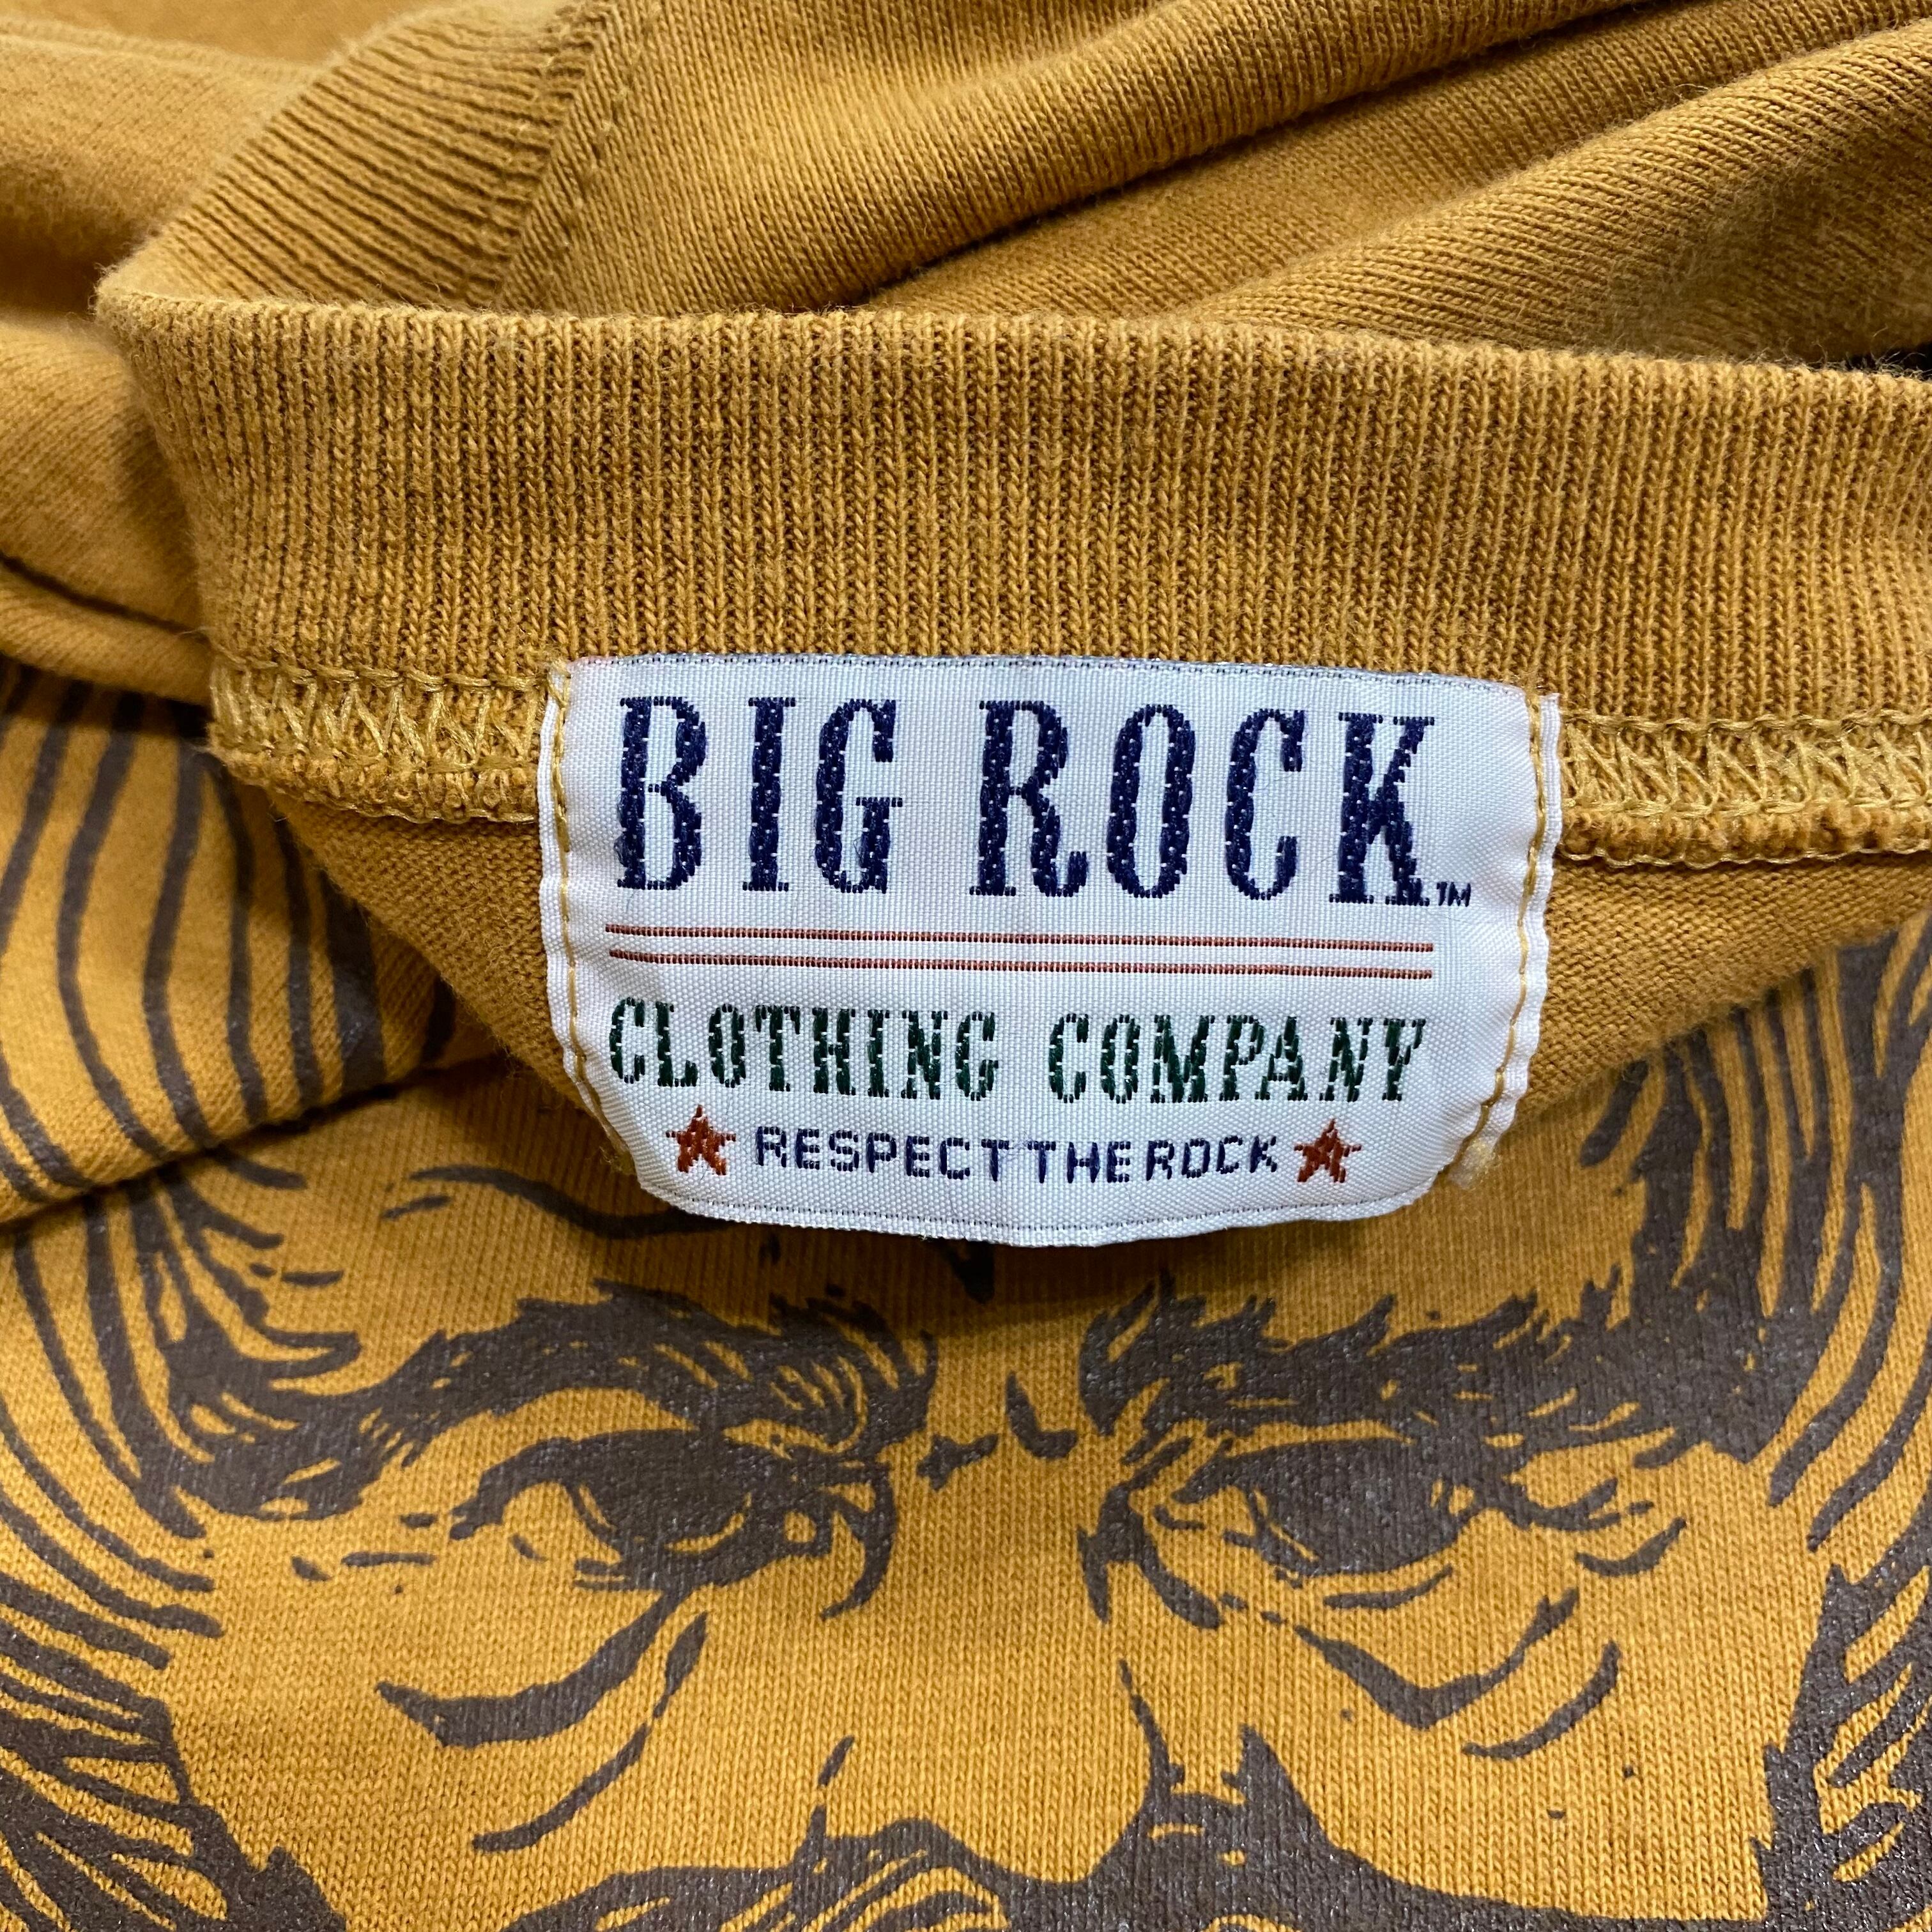 BIG ROCK™
CLOTHING COMPANY
★ RESPECT THE ROCK ★